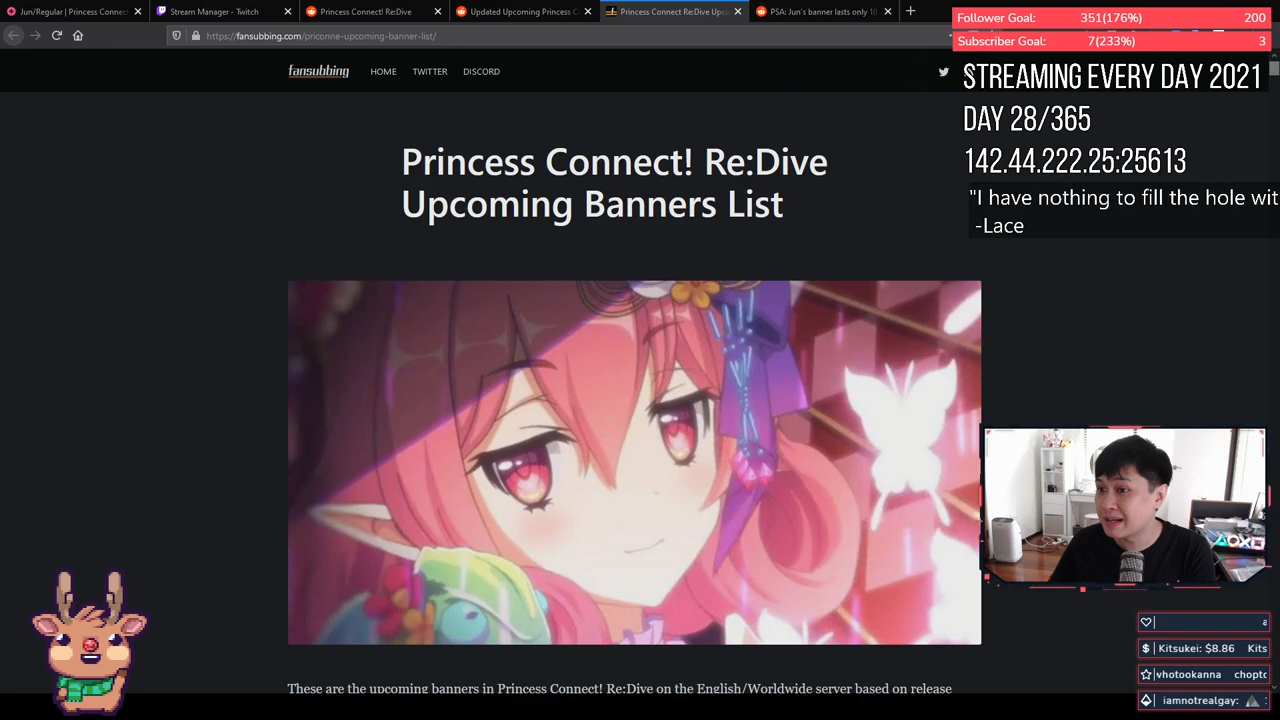 Jun/Regular | Princess Connect
Stream Manager - Twitch
Princess Connect! Re:Dive
Updated Upcoming Princess C
Princess Connect Re:Dive Upc
PSA: Jun's banner lasts only 10
https://fansubbing.com/priconne-upcoming-banner-list/
Follower Goal: 351(176%) 200
Subscriber Goal: 7(233%) 3
fansubbing HOME TWITTER DISCORD
STREAMING EVERY DAY 2021
DAY 28/365
142.44.222.25:25613
"I have nothing to fill the hole wit
-Lace
Princess Connect! Re:Dive
Upcoming Banners List
a
Kitsukei: $8.86 Kits
vhotookanna chopto
iamnotrealgay:
These are the upcoming banners in Princess Connect! Re:Dive on the English/Worldwide server based on release